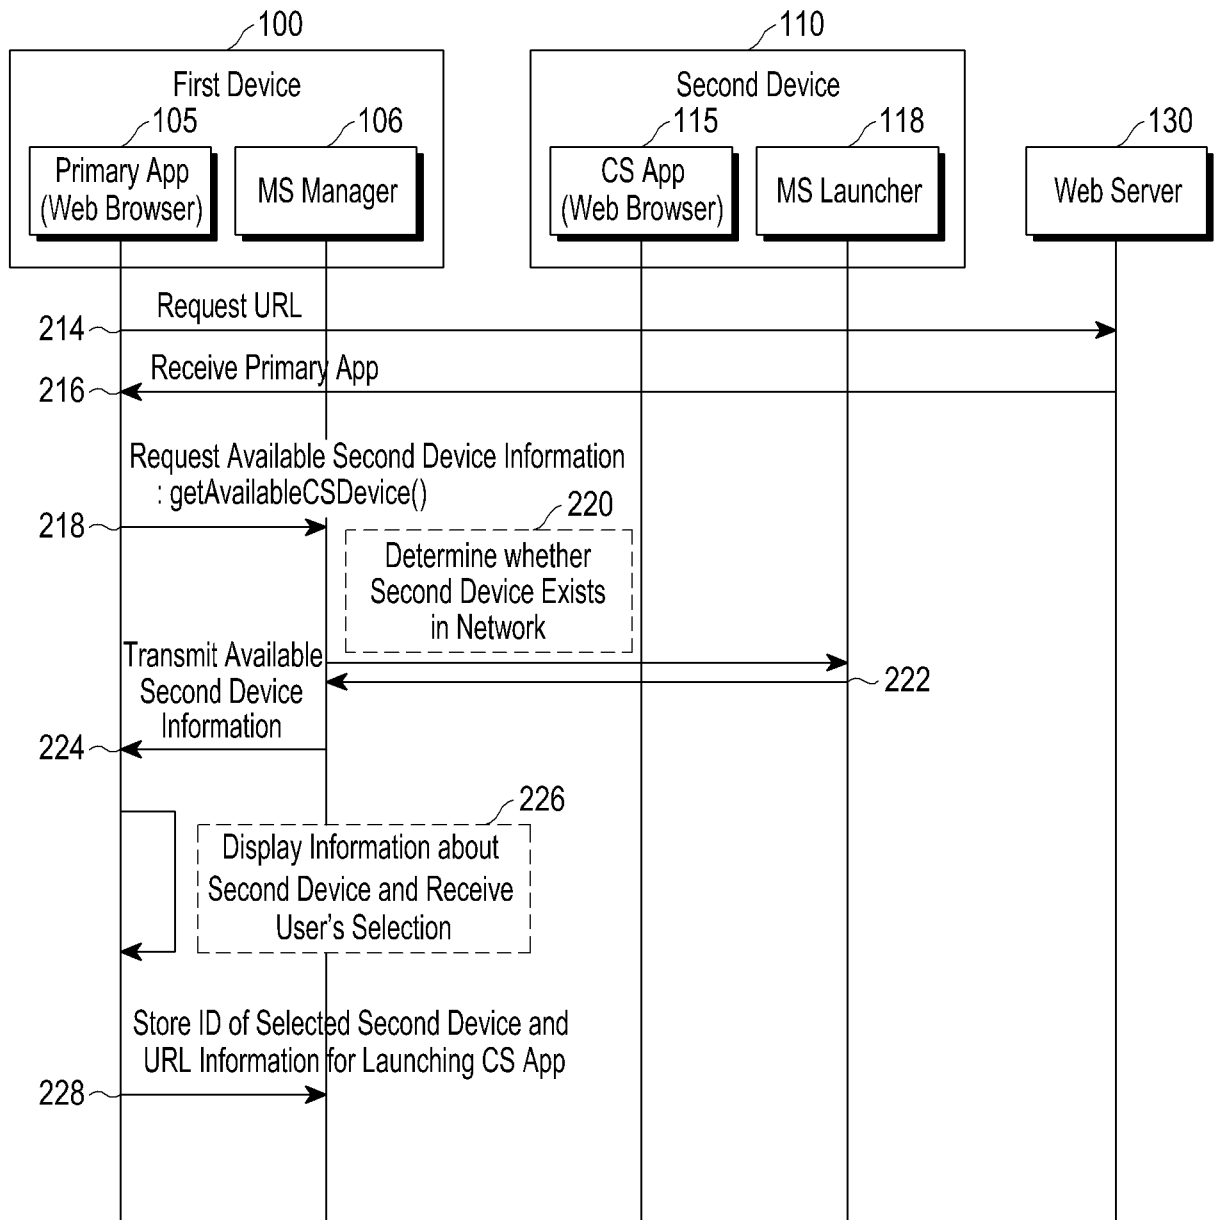 100
110
First Device
Second Device
105
106
115
118
130
Primary App
(Web Browser)
MS Manager
CS App
(Web Browser)
MS Launcher
Web Server
Request URL
214
Receive Primary App
216
Request Available Second Device Information
: getAvailableCSDevice()
218
220
Determine whether
Second Device Exists
in Network
Transmit Available
Second Device
Information
222
224
226
Display Information about
Second Device and Receive
User's Selection
Store ID of Selected Second Device and
URL Information for Launching CS App
228